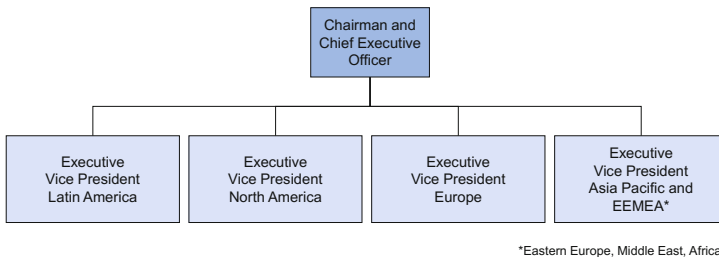 Chairman and
Chief Executive
Officer
Executive
Vice President
Latin America
Executive
Vice President
North America
Executive
Vice President
Europe
Executive
Vice President
Asia Pacific and
EEMEA*
*Eastern Europe, Middle East, Africa